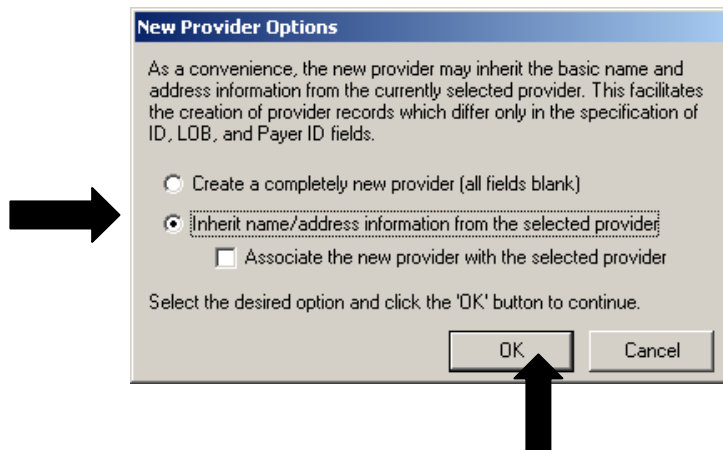 New Provider Options
As a convenience, the new provider may inherit the basic name and
address information from the currently selected provider. This facilitates
the creation of provider records which differ only in the specification of
ID, LOB, and Payer ID fields.
Create a completely new provider (all fields blank)
Inherit name/address information from the selected provider
Associate the new provider with the selected provider
Select the desired option and click the 'OK' button to continue.
OK Cancel